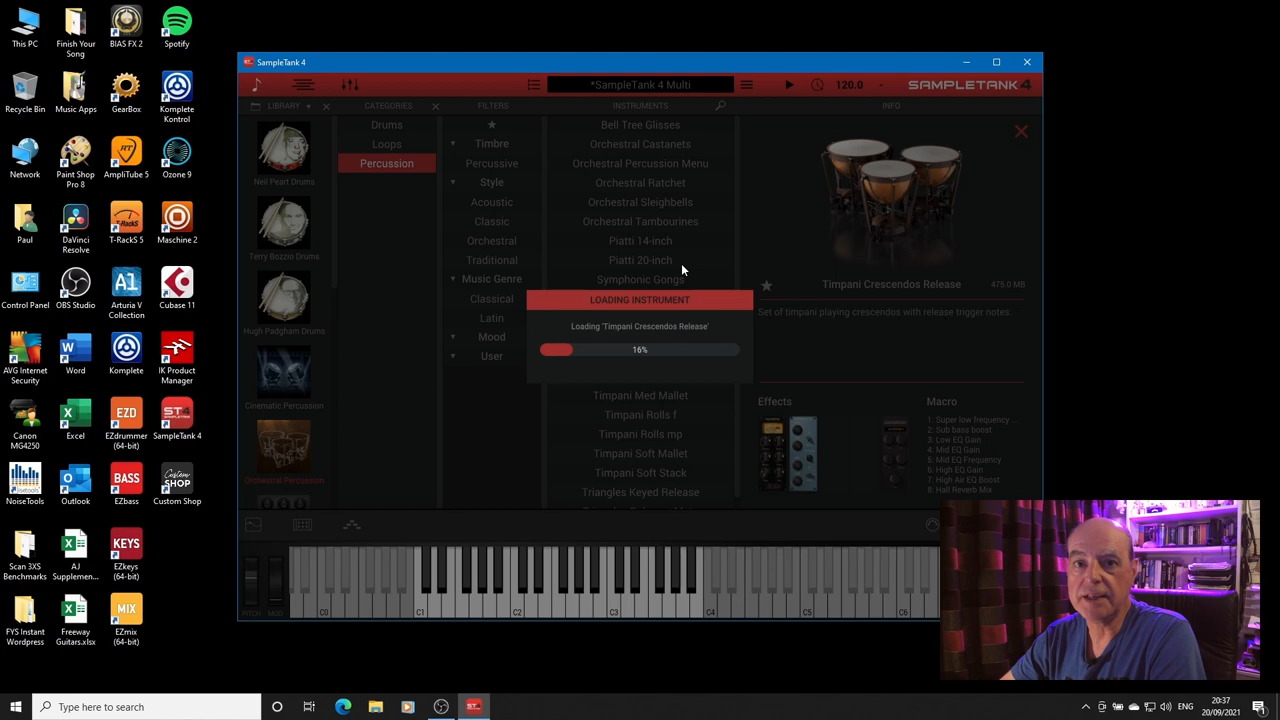 This PC
Finish Your
Song
BIAS FX 2
Spotify
Recycle Bin
Music Apps
GearBox
Komplete
Kontrol
Network
Paint Shop
Pro 8
AmpliTube 5
Ozone 9
Paul
DaVinci
Resolve
T-RackS 5
Maschine 2
Control Panel
OBS Studio
Arturia V
Collection
Cubase 11
AVG Internet
Security
Word
Komplete
IK Product
Manager
Canon
MG4250
Excel
EZdrummer
(64-bit)
SampleTank 4
NoiseTools
Outlook
EZbass
Custom Shop
Scan 3XS
Benchmarks
AJ
Supplemen...
EZkeys
(64-bit)
FYS Instant
Wordpress
Freeway
Guitars.xlsx
EZmix
(64-bit)
SampleTank 4
*SampleTank 4 Multi
120.0
SAMPLETANK 4
LIBRARY
CATEGORIES
FILTERS
INSTRUMENTS
INFO
Neil Peart Drums
Terry Bozzio Drums
Hugh Padgham Drums
Cinematic Percussion
Orchestral Percussion
Drums
Loops
Percussion
Timbre
Percussive
Style
Acoustic
Classic
Orchestral
Traditional
Music Genre
Classical
Latin
Mood
User
Bell Tree Glisses
Orchestral Castanets
Orchestral Percussion Menu
Orchestral Ratchet
Orchestral Sleighbells
Orchestral Tambourines
Piatti 14-inch
Piatti 20-inch
Symphonic Gongs
LOADING INSTRUMENT
Loading 'Timpani Crescendos Release'
16%
Timpani Med Mallet
Timpani Rolls f
Timpani Rolls mp
Timpani Soft Mallet
Timpani Soft Stack
Triangles Keyed Release
Timpani Crescendos Release
475.0 MB
Set of timpani playing crescendos with release trigger notes.
Effects
Macro
1: Super low frequency ...
2: Sub bass boost
3: Low EQ Gain
4: Mid EQ Gain
5: Mid EQ Frequency
6: High EQ Gain
7: High Air EQ Boost
8: Hall Reverb Mix
PITCH
MOD
C0
C1
C2
C3
C4
C5
C6
Type here to search
20:37
20/09/2021